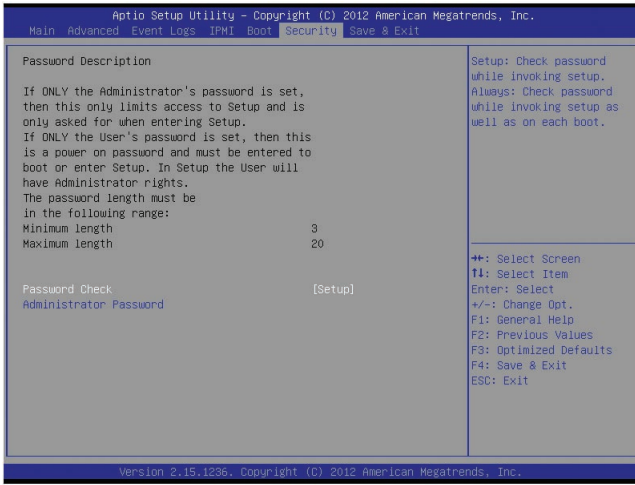 Aptio Setup Utility – Copyright (C) 2012 American Megatrends, Inc.
Main Advanced Event Logs IPMI Boot Security Save & Exit
Password Description
If ONLY the Administrator's password is set,
then this only limits access to Setup and is
only asked for when entering Setup.
If ONLY the User's password is set, then this
is a power on password and must be entered to
boot or enter Setup. In Setup the User will
have Administrator rights.
The password length must be
in the following range:
Minimum length 3
Maximum length 20
Password Check [Setup]
Administrator Password
Setup: Check password
while invoking setup.
Always: Check password
while invoking setup as
well as on each boot.
→←: Select Screen
↑↓: Select Item
Enter: Select
+/-: Change Opt.
F1: General Help
F2: Previous Values
F3: Optimized Defaults
F4: Save & Exit
ESC: Exit
Version 2.15.1236. Copyright (C) 2012 American Megatrends, Inc.